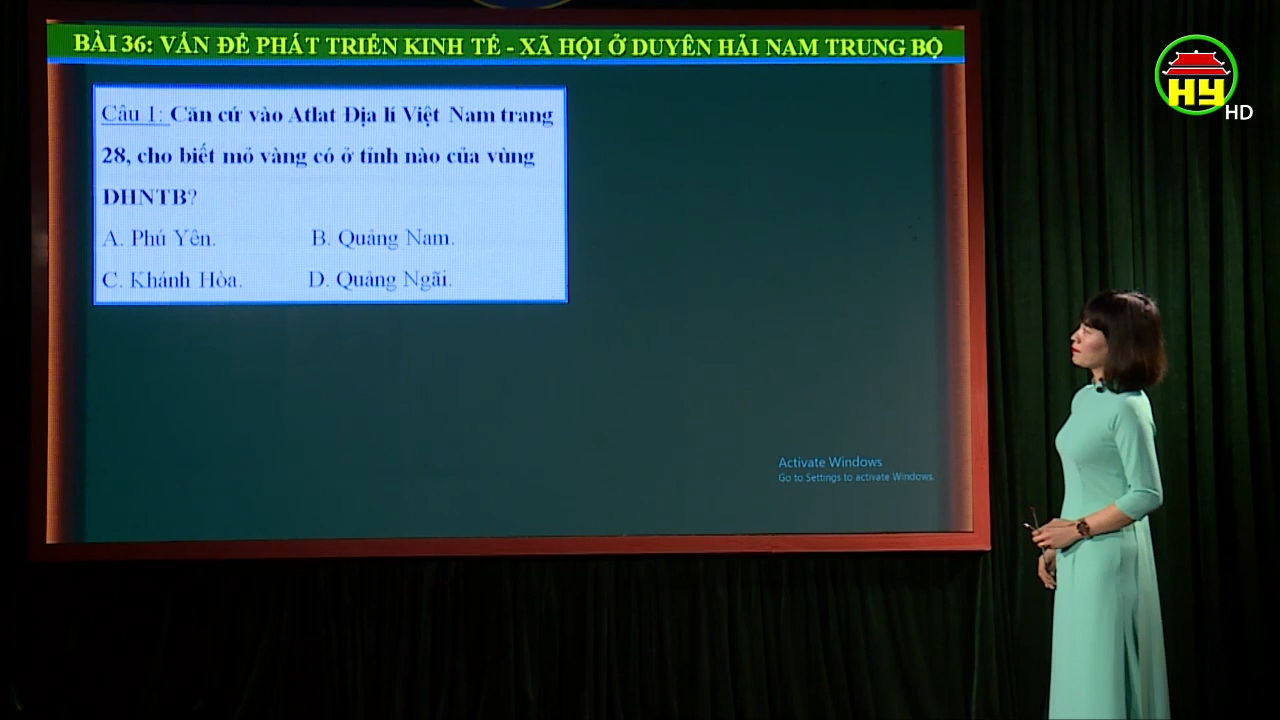 BÀI 36: VẤN ĐỀ PHÁT TRIỂN KINH TẾ - XÃ HỘI Ở DUYÊN HẢI NAM TRUNG BỘ
Câu 1: Căn cứ vào Atlat Địa lí Việt Nam trang
28, cho biết mỏ vàng có ở tỉnh nào của vùng
DHNTB?
A. Phú Yên. B. Quảng Nam.
C. Khánh Hòa. D. Quảng Ngãi.
Activate Windows
Go to Settings to activate Windows.
HY
HD